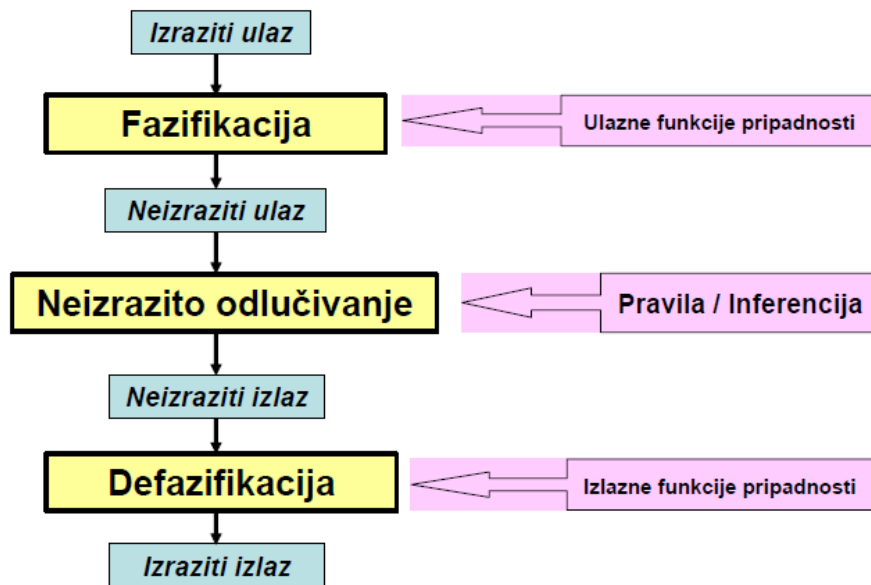 Izraziti ulaz
Fazifikacija
Ulazne funkcije pripadnosti
Neizraziti ulaz
Neizrazito odlučivanje
Pravila / Inferencija
Neizraziti izlaz
Defazifikacija
Izlazne funkcije pripadnosti
Izraziti izlaz